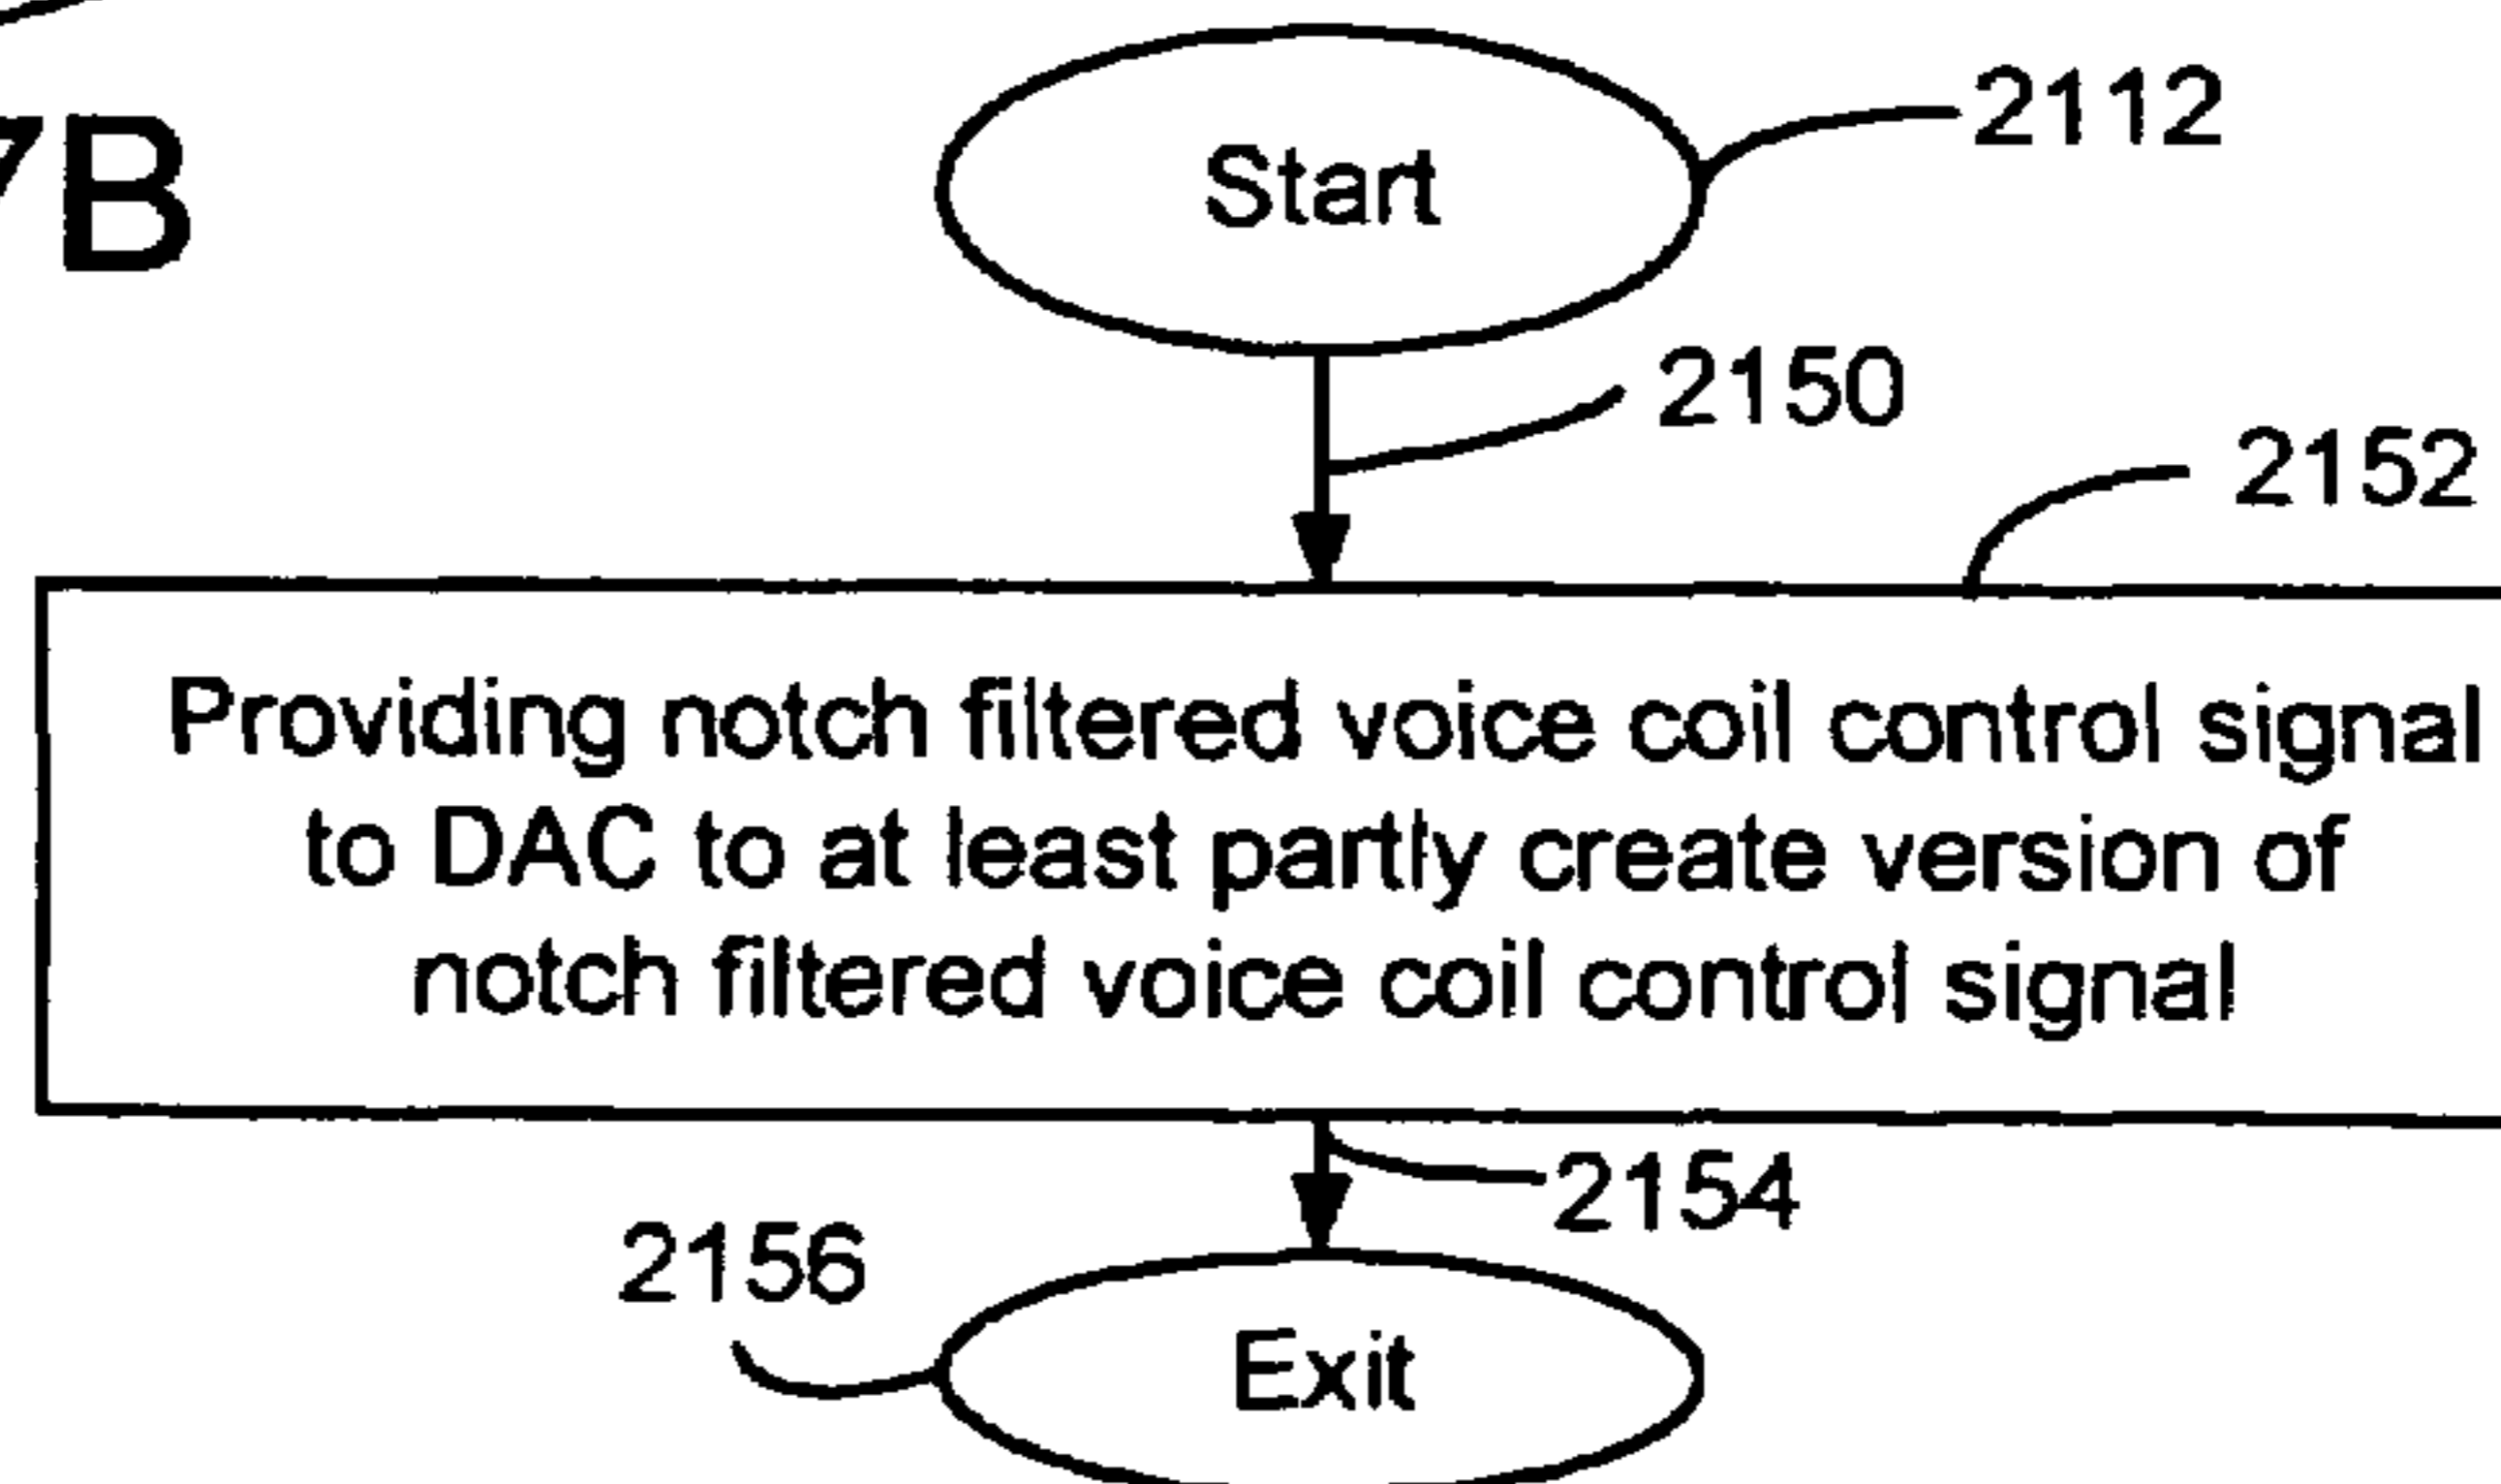 7B
Start
2112
2150
2152
Providing notch filtered voice coil control signal
to DAC to at least partly create version of
notch filtered voice coil control signal
2154
2156
Exit